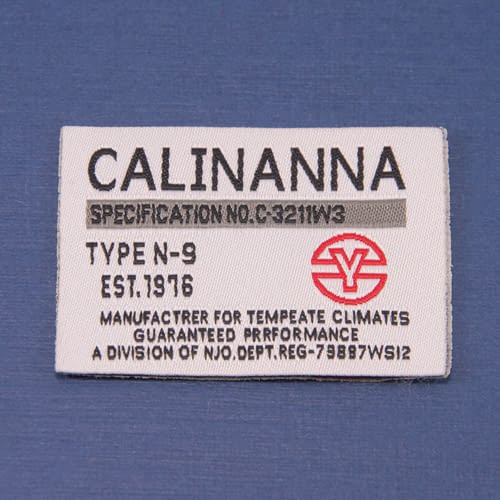 CALINANNA
SPECIFICATION NO.C-3211W3
TYPE N-9
EST.1976
Y
MANUFACTRER FOR TEMPEATE CLIMATES
GUARANTEED PRRFORMANCE
A DIVISION OF NJO.DEPT.REG-79897WS12